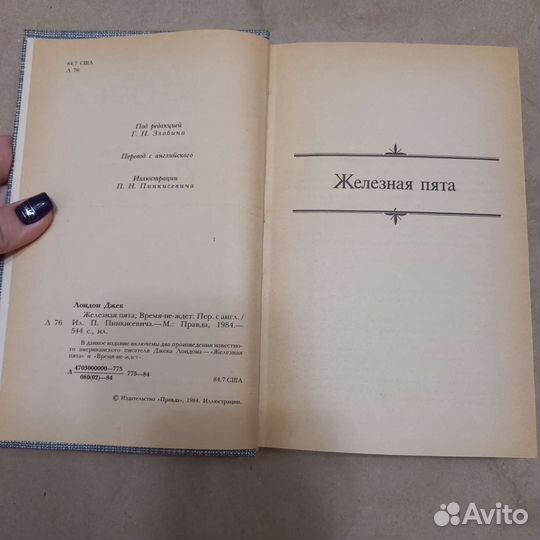 84.7 США
Л 76
Под редакцией
Г. П. Злобина
Перевод с английского
Иллюстрации
П. Н. Пинкисевича
Лондон Джек
Железная пята; Время-не-ждет: Пер. с англ./
Л 76 Ил. П. Пинкисевича.— М.: Правда, 1984.—
544 с., ил.
В данное издание включены два произведения известно-
го американского писателя Джека Лондона — «Железная
пята» и «Время-не-ждет».
Л 4703000000—775
080(02)—84 775—84
84.7 США
© Издательство «Правда», 1984. Иллюстрации.
Железная пята
Avito